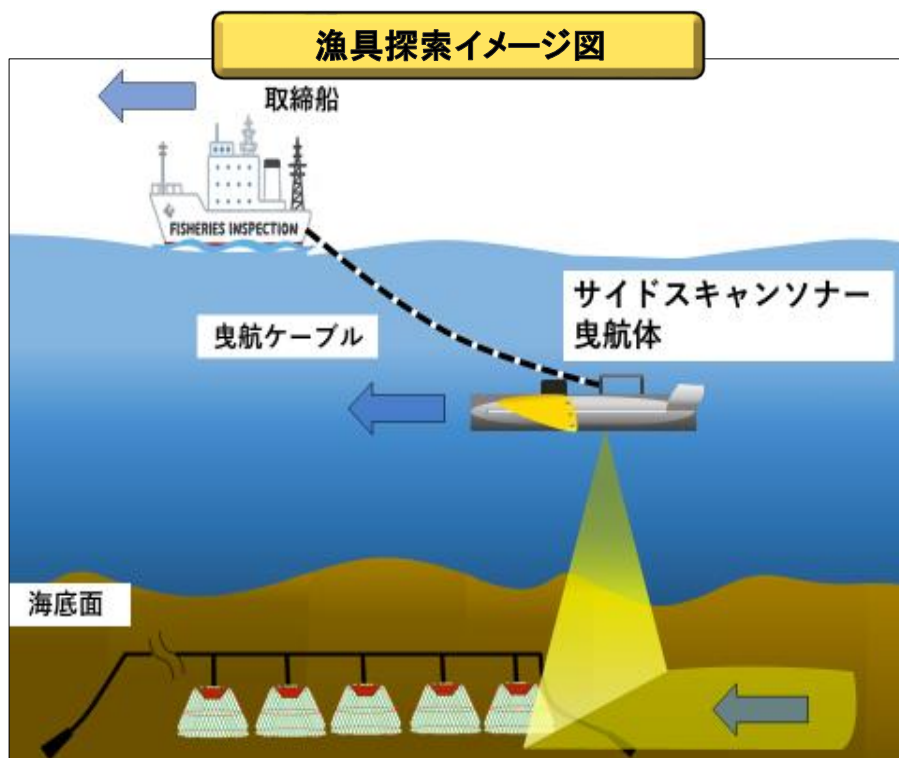 漁具探索イメージ図
取締船
FISHERIES INSPECTION
サイドスキャンソナー
曳航体
曳航ケーブル
海底面